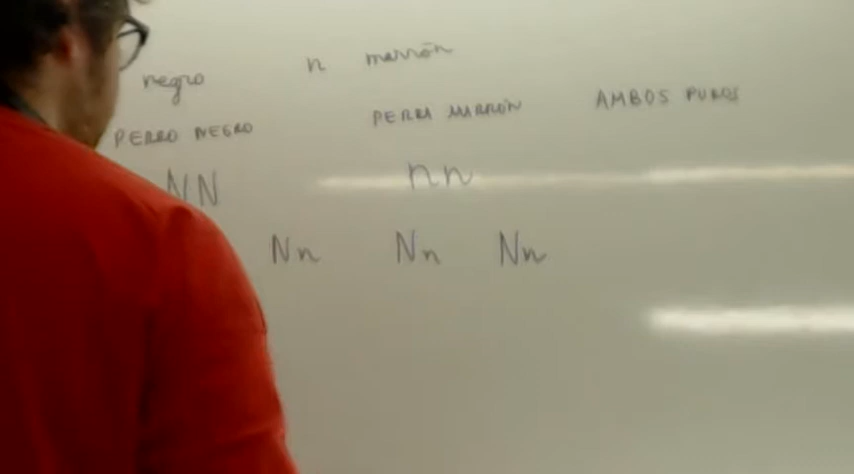 negro n marrón
PERRO NEGRO PERRA MARRÓN AMBOS PUROS
NN nn
Nn Nn Nn